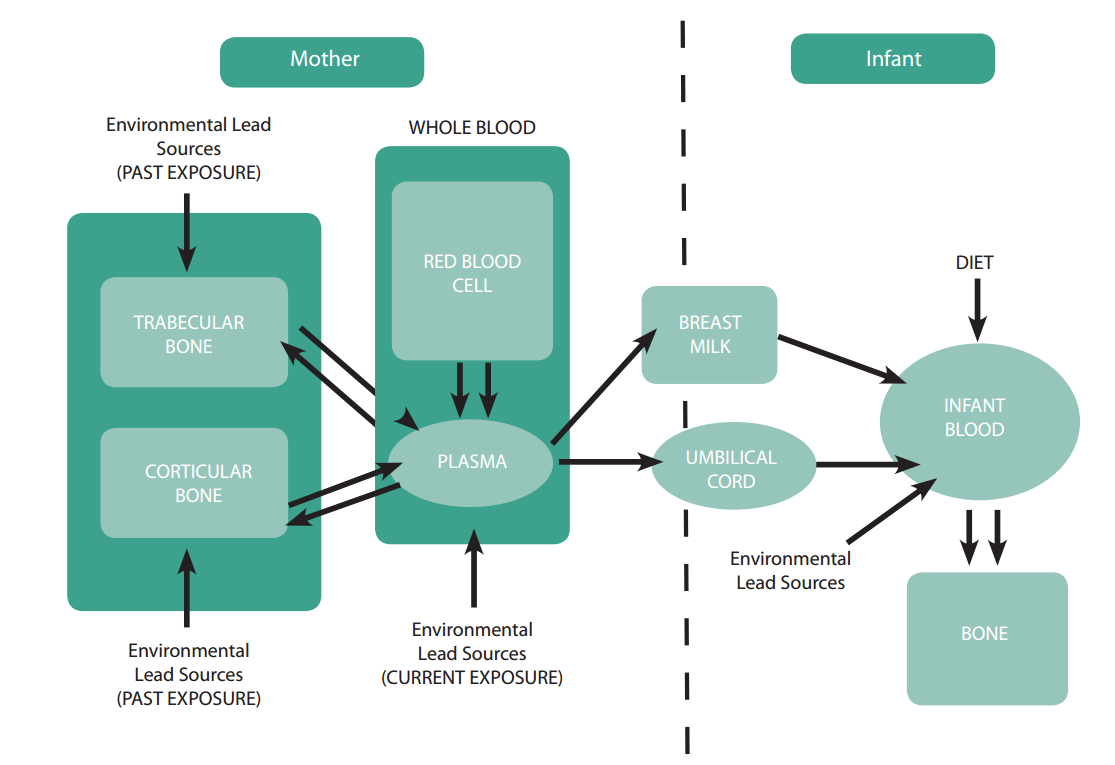 Mother
Infant
Environmental Lead
Sources
(PAST EXPOSURE)
WHOLE BLOOD
RED BLOOD
CELL
TRABECULAR
BONE
CORTICULAR
BONE
PLASMA
BREAST
MILK
UMBILICAL
CORD
DIET
INFANT
BLOOD
Environmental
Lead Sources
BONE
Environmental
Lead Sources
(PAST EXPOSURE)
Environmental
Lead Sources
(CURRENT EXPOSURE)